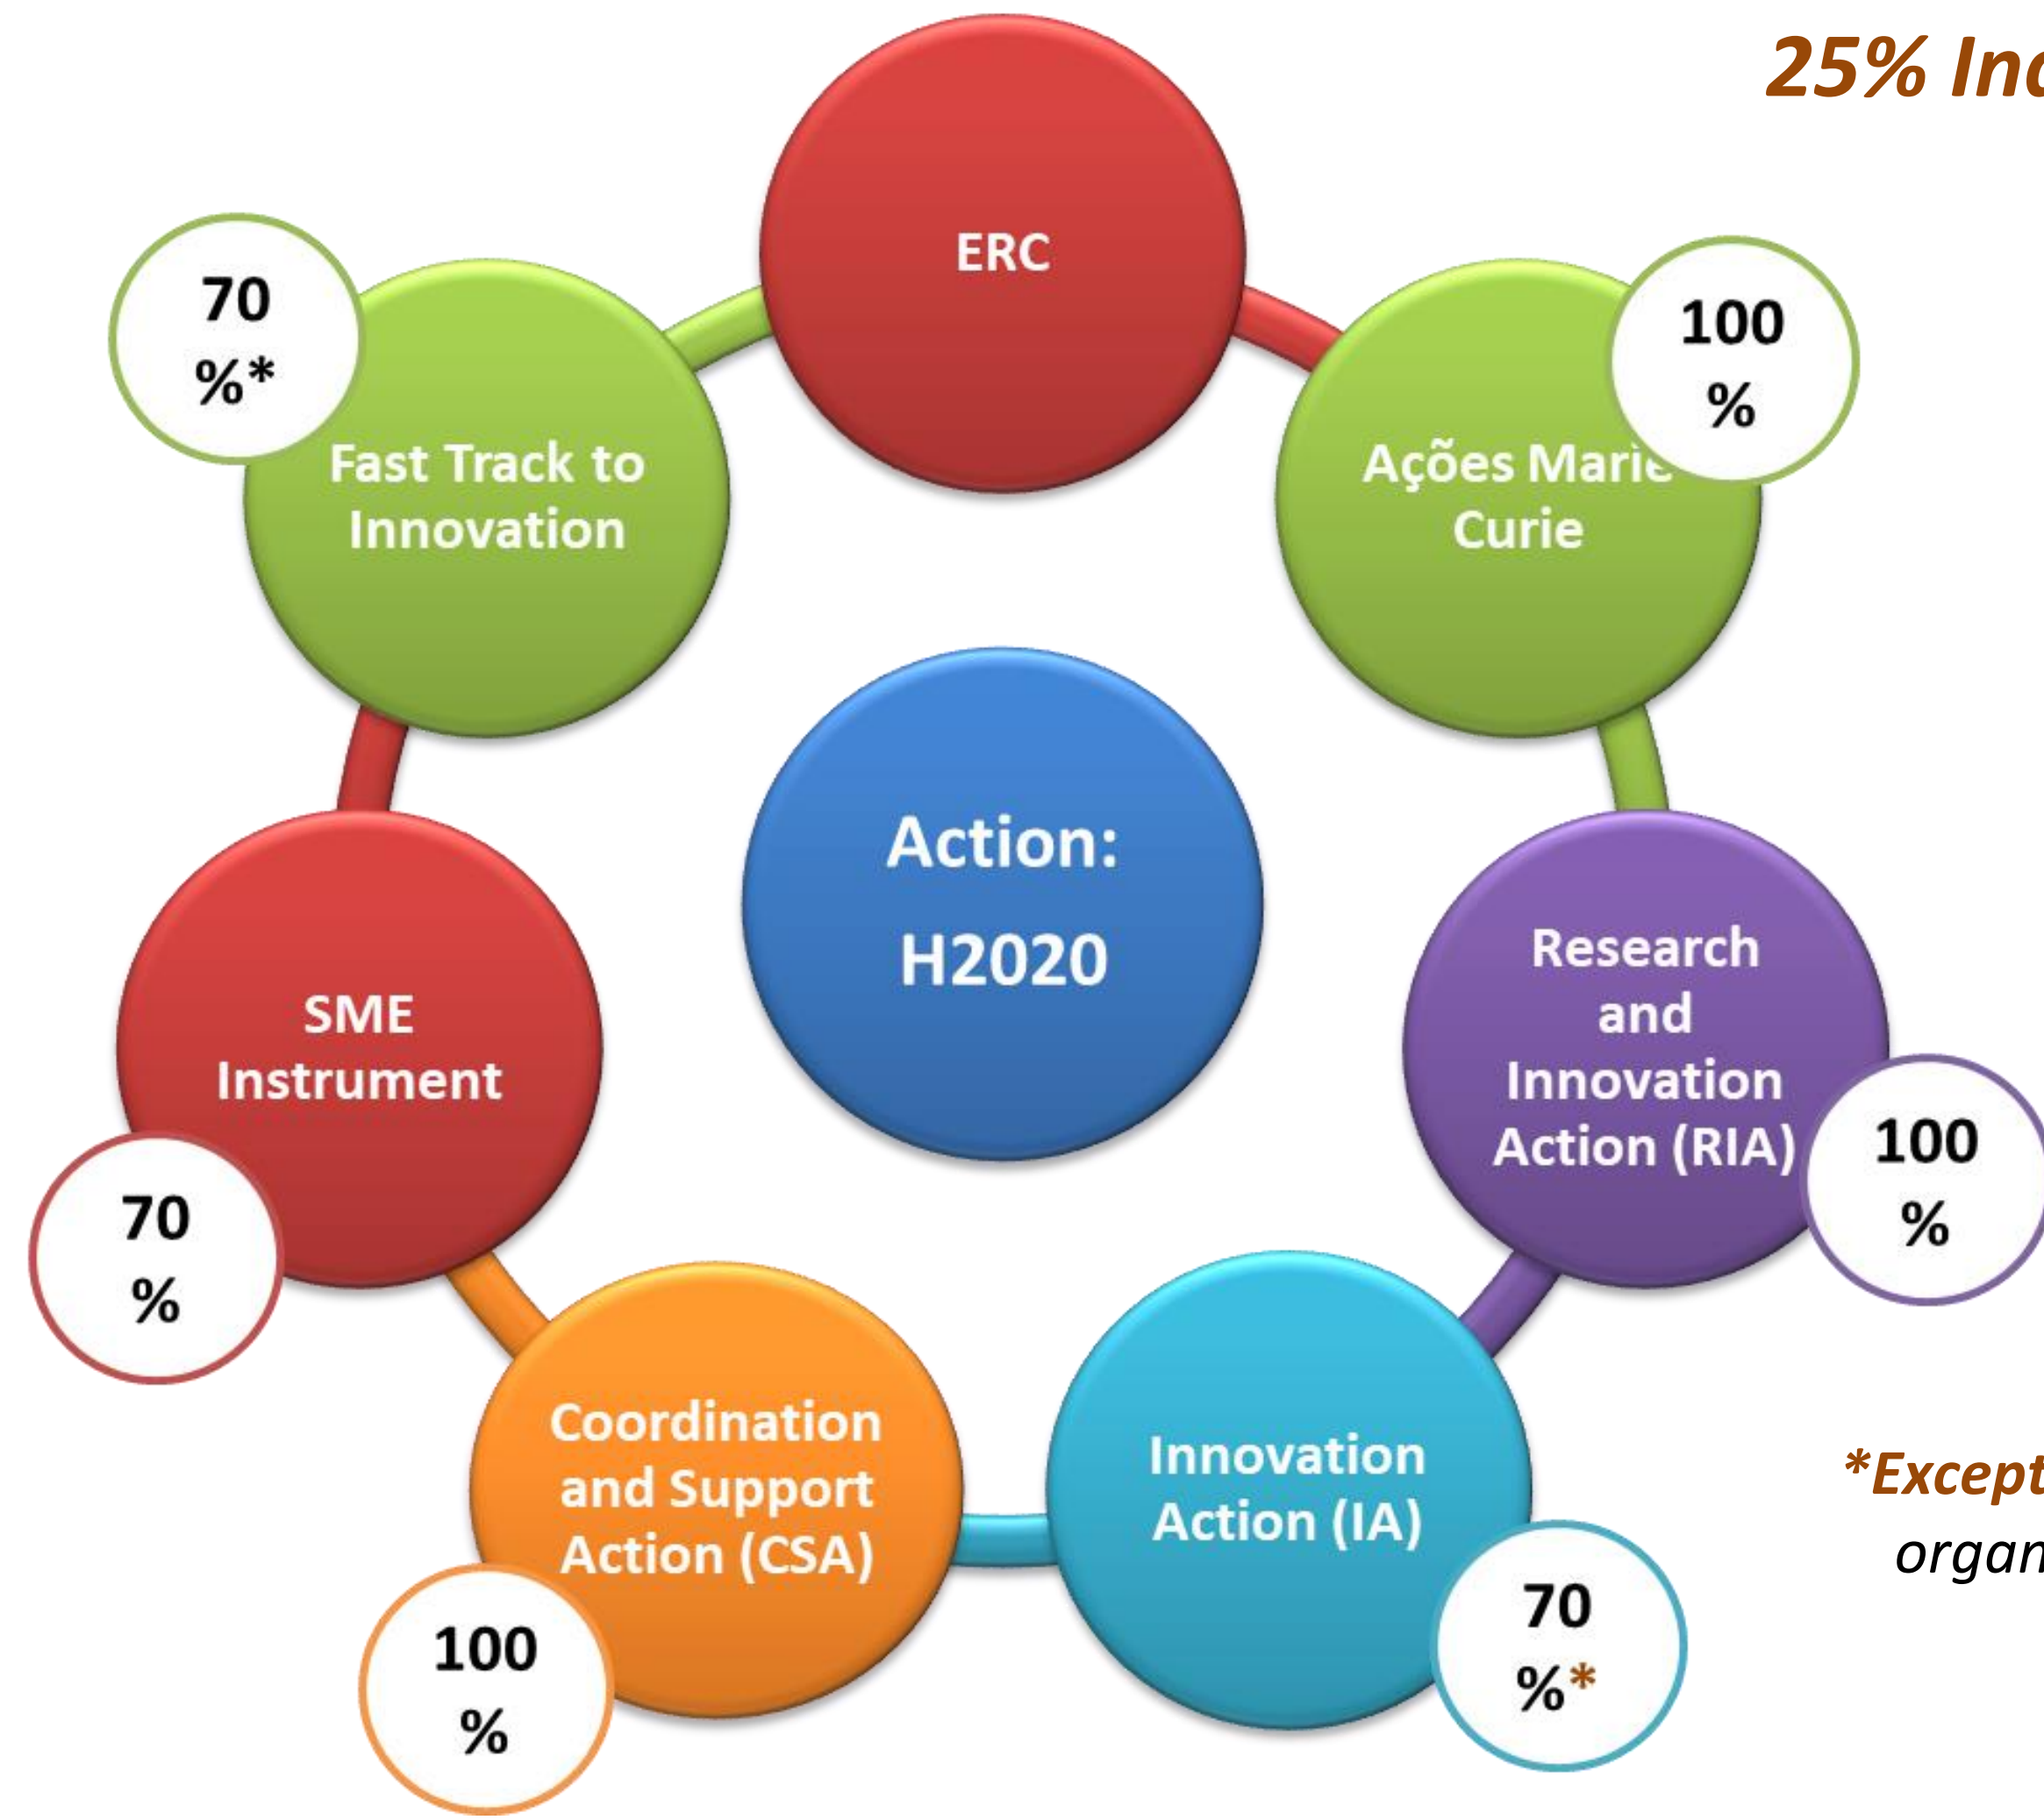 25%
ERC
70
%*
100
%
Fast Track to
Innovation
Ações Marie
Curie
Action:
H2020
Research
and
Innovation
Action (RIA)
100
%
SME
Instrument
70
%
Coordination
and Support
Action (CSA)
100
%
Innovation
Action (IA)
70
%*
*Except
organ